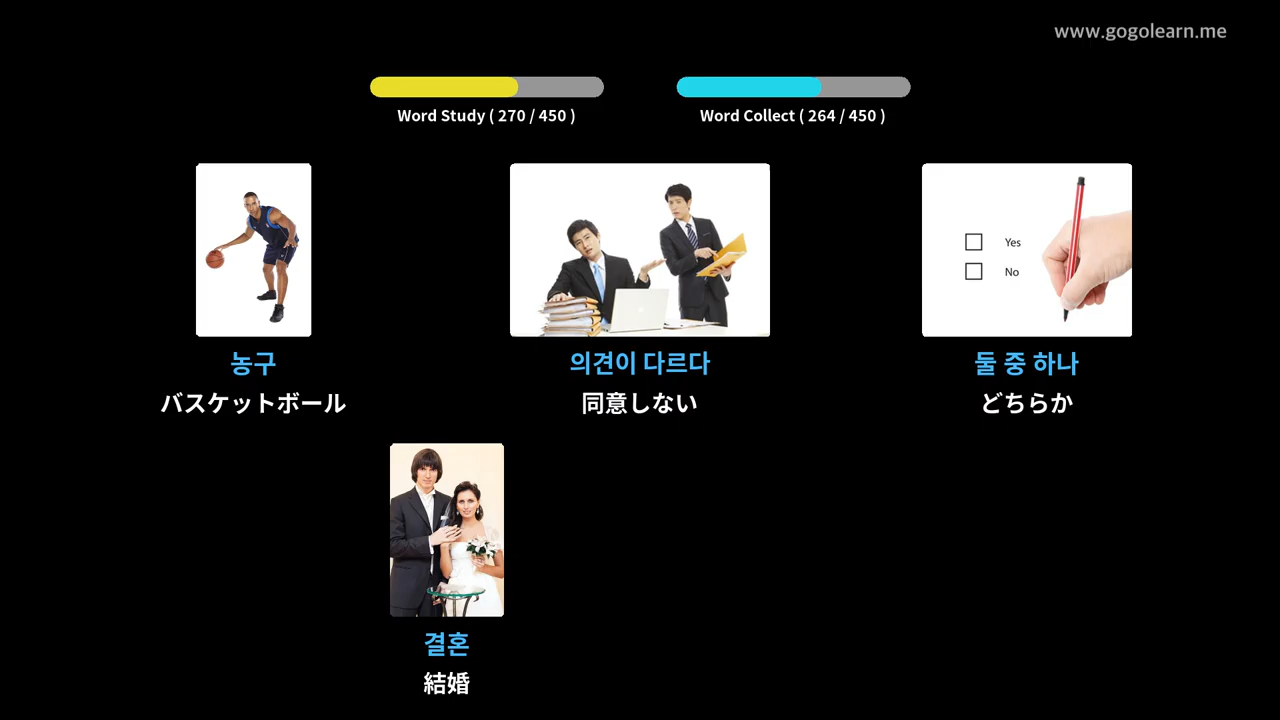 www.gogolearn.me
Word Study ( 270 / 450 )
Word Collect ( 264 / 450 )
Yes
No
농구
의견이 다르다
둘 중 하나
バスケットボール
同意しない
どちらか
결혼
結婚